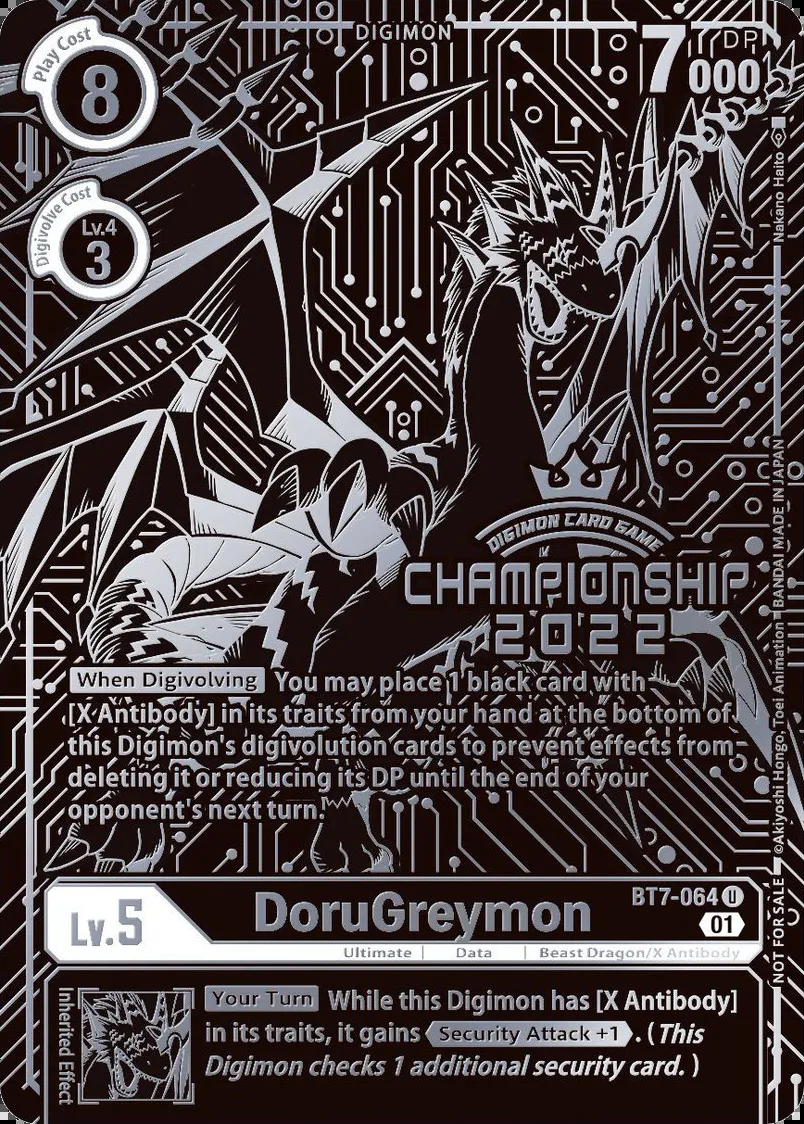 DIGIMON
Play Cost
8
7000
DP
Digivolve Cost
Lv.4
3
Nakano Haito
DIGIMON CARD GAME
CHAMPIONSHIP
2022
When Digivolving You may place 1 black card with
[X Antibody] in its traits from your hand at the bottom of
this Digimon's digivolution cards to prevent effects from
deleting it or reducing its DP until the end of your
opponent's next turn.
©Akiyoshi Hongo, Toei Animation BANDAI MADE IN JAPAN
NOT FOR SALE
Lv.5
DoruGreymon
BT7-064 U
01
Ultimate | Data | Beast Dragon/X Antibody
Inherited Effect
Your Turn While this Digimon has [X Antibody]
in its traits, it gains Security Attack +1. (This
Digimon checks 1 additional security card.)